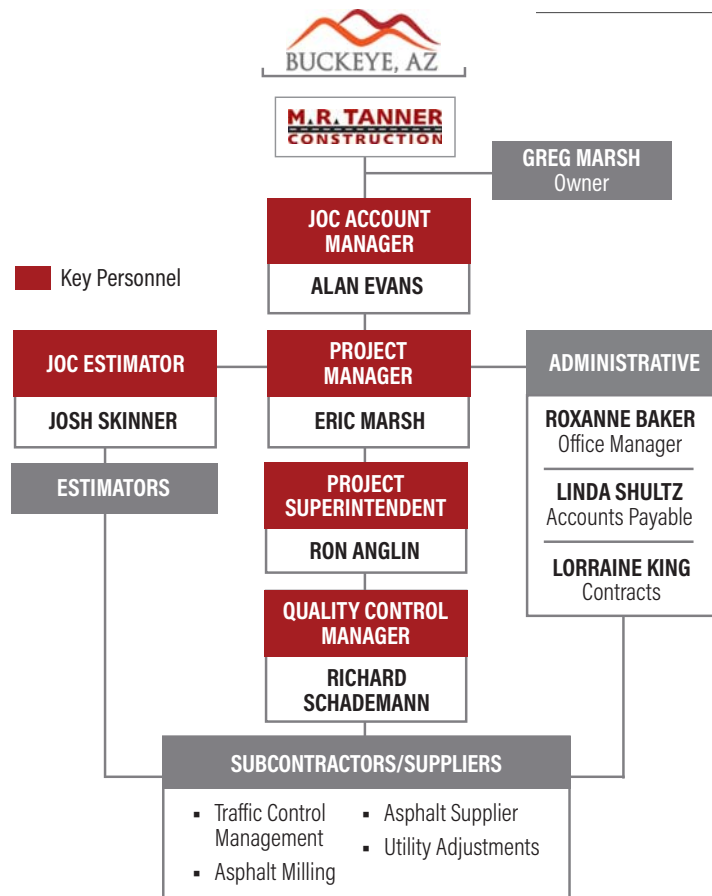 BUCKEYE, AZ
M.R. TANNER
CONSTRUCTION
GREG MARSH
Owner
JOC ACCOUNT
MANAGER
ALAN EVANS
Key Personnel
JOC ESTIMATOR
JOSH SKINNER
ESTIMATORS
PROJECT
MANAGER
ERIC MARSH
ADMINISTRATIVE
ROXANNE BAKER
Office Manager
LINDA SHULTZ
Accounts Payable
LORRAINE KING
Contracts
PROJECT
SUPERINTENDENT
RON ANGLIN
QUALITY CONTROL
MANAGER
RICHARD
SCHADEMANN
SUBCONTRACTORS/SUPPLIERS
▪ Traffic Control
Management
▪ Asphalt Milling
▪ Asphalt Supplier
▪ Utility Adjustments